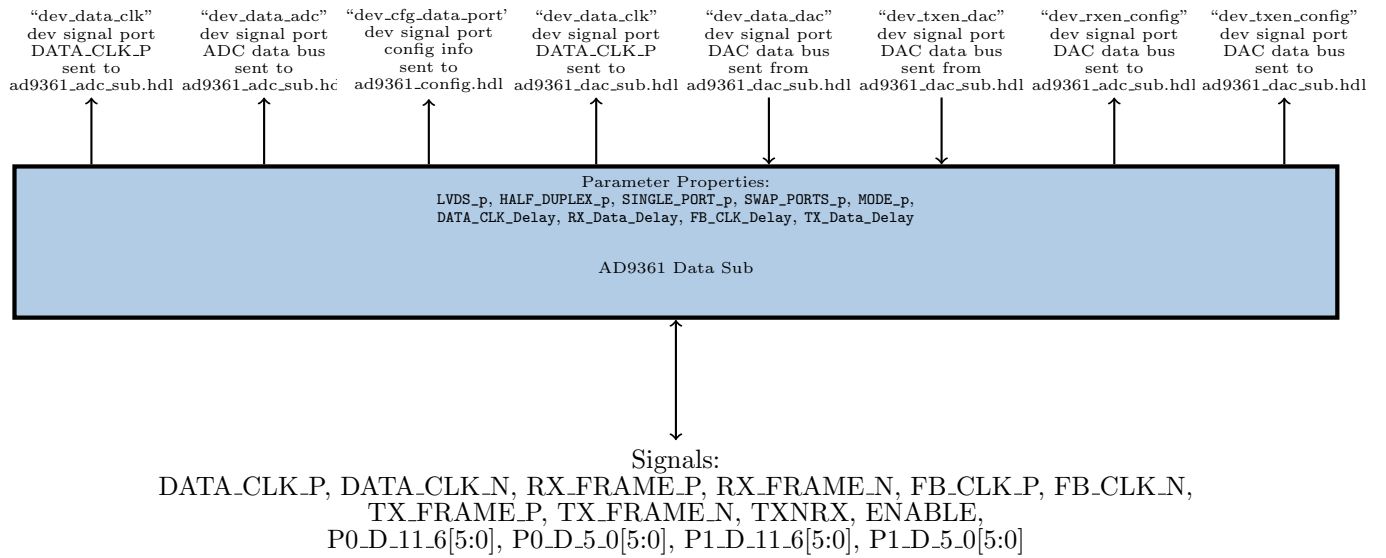 “dev_data_clk”
dev signal port
DATA_CLK_P
sent to
ad9361_adc_sub.hdl
“dev_data_adc”
dev signal port
ADC data bus
sent to
ad9361_adc_sub.hd
“dev_cfg_data_port’
dev signal port
config info
sent to
ad9361_config.hdl
“dev_data_clk”
dev signal port
DATA_CLK_P
sent to
ad9361_dac_sub.hdl
“dev_data_dac”
dev signal port
DAC data bus
sent from
ad9361_dac_sub.hdl
“dev_txen_dac”
dev signal port
DAC data bus
sent from
ad9361_dac_sub.hdl
“dev_rxen_config”
dev signal port
DAC data bus
sent to
ad9361_adc_sub.hdl
“dev_txen_config”
dev signal port
DAC data bus
sent to
ad9361_dac_sub.hdl
Parameter Properties:
LVDS_p, HALF_DUPLEX_p, SINGLE_PORT_p, SWAP_PORTS_p, MODE_p,
DATA_CLK_Delay, RX_Data_Delay, FB_CLK_Delay, TX_Data_Delay
AD9361 Data Sub
Signals:
DATA_CLK_P, DATA_CLK_N, RX_FRAME_P, RX_FRAME_N, FB_CLK_P, FB_CLK_N,
TX_FRAME_P, TX_FRAME_N, TXNRX, ENABLE,
P0_D_11_6[5:0], P0_D_5_0[5:0], P1_D_11_6[5:0], P1_D_5_0[5:0]